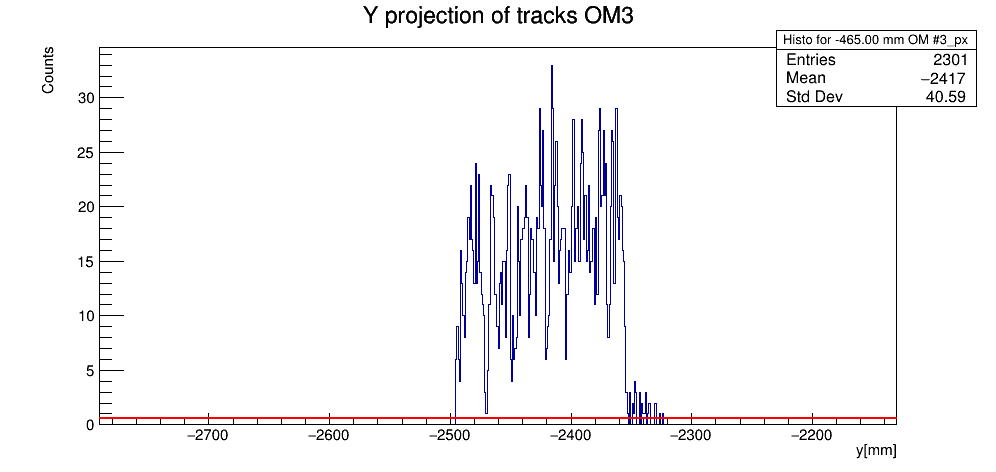 Y projection of tracks OM3
Histo for -465.00 mm OM #3_px
Entries 2301
Mean −2417
Std Dev 40.59
Counts
30
25
20
15
10
5
0
−2700 −2600 −2500 −2400 −2300 −2200
y[mm]